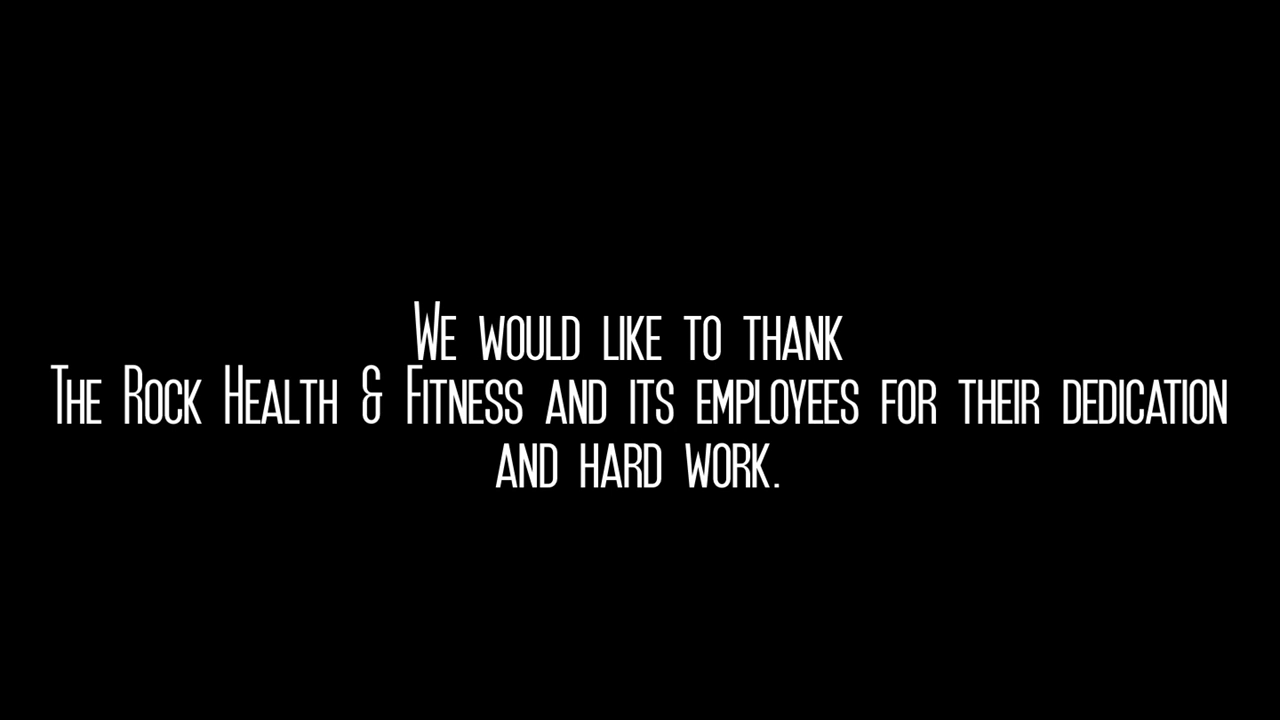 We would like to thank
The Rock Health & Fitness and its employees for their dedication
and hard work.